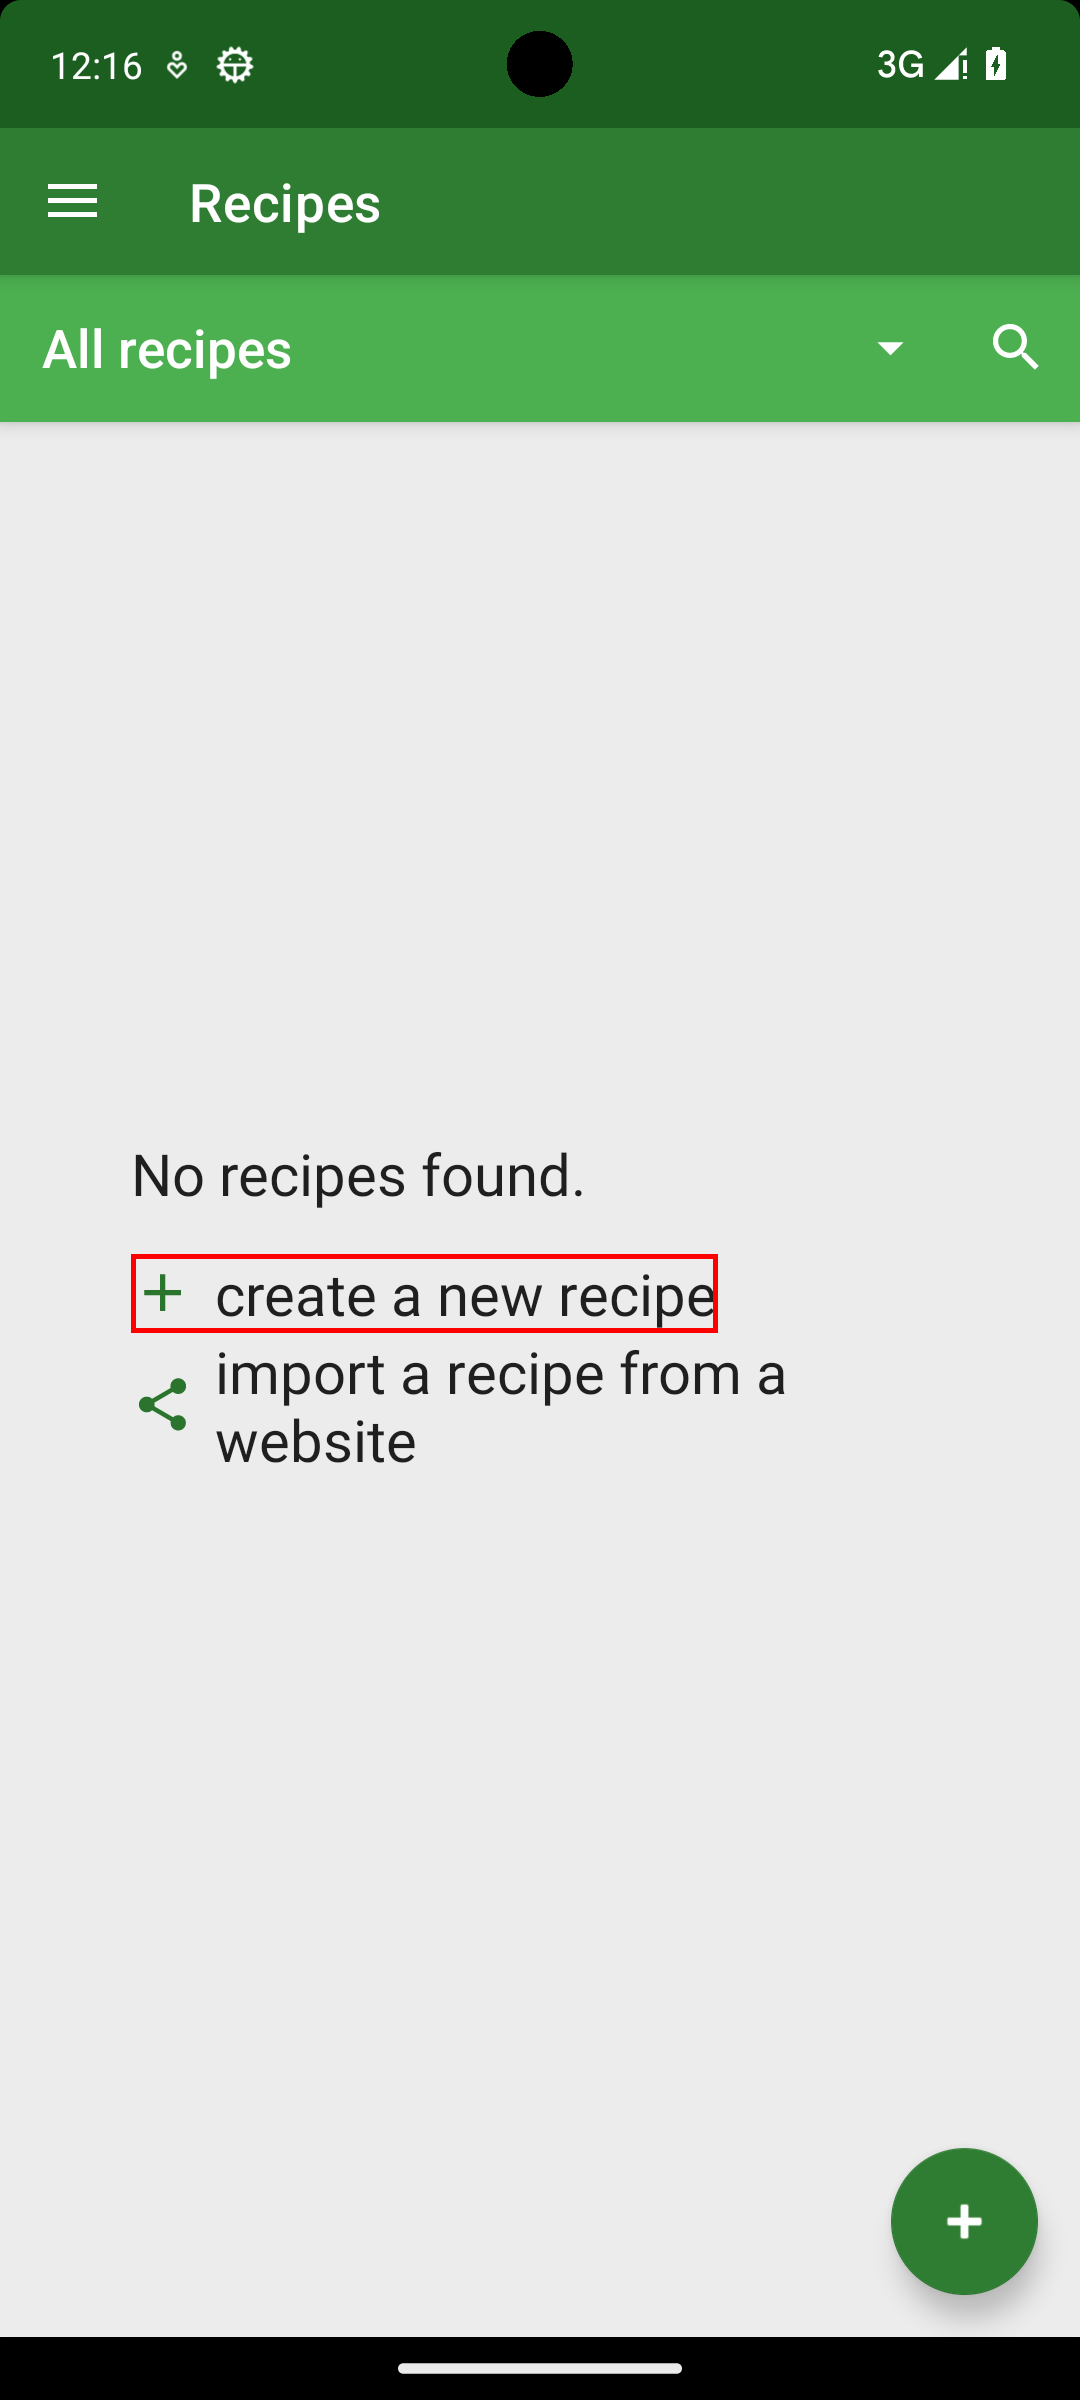 12:16
3G
Recipes
All recipes
No recipes found.
create a new recipe
import a recipe from a
website